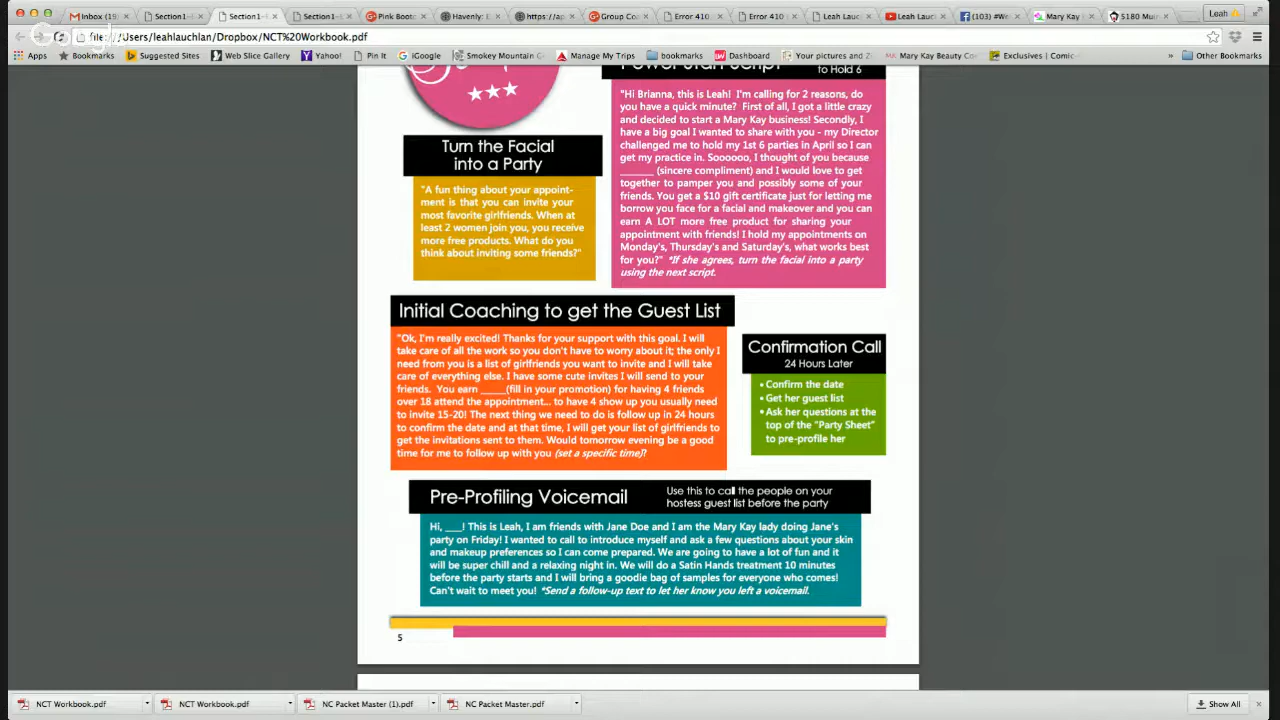 Inbox (19
Section1-
Section1-
Section1-
Pink Boot
Havenly: E
https://ap
Group Co
Error 410
Error 410
Leah Lauc
Leah Lauc
(103) #We
Mary Kay
5180 Mui
Leah
file:///Users/leahlauchlan/Dropbox/NCT%20Workbook.pdf
Apps
Bookmarks
Suggested Sites
Web Slice Gallery
Yahoo!
Pin It
iGoogle
Smokey Mountain
Manage My Trips
bookmarks
Dashboard
Your pictures and
Mary Kay Beauty Co
Exclusives | Comic
»
Other Bookmarks
Power Start Script
to Hold 6
"Hi Brianna, this is Leah! I'm calling for 2 reasons, do
you have a quick minute? First of all, I got a little crazy
and decided to start a Mary Kay business! Secondly, I
have a big goal I wanted to share with you - my Director
challenged me to hold my 1st 6 parties in April so I can
get my practice in. Soooooo, I thought of you because
______ (sincere compliment) and I would love to get
together to pamper you and possibly some of your
friends. You get a $10 gift certificate just for letting me
borrow you face for a facial and makeover and you can
earn A LOT more free product for sharing your
appointment with friends! I hold my appointments on
Monday's, Thursday's and Saturday's, what works best
for you?" *If she agrees, turn the facial into a party
using the next script.
Turn the Facial
into a Party
"A fun thing about your appoint-
ment is that you can invite your
most favorite girlfriends. When at
least 2 women join you, you receive
more free products. What do you
think about inviting some friends?"
Initial Coaching to get the Guest List
"Ok, I'm really excited! Thanks for your support with this goal. I will
take care of all the work so you don't have to worry about it; the only I
need from you is a list of girlfriends you want to invite and I will take
care of everything else. I have some cute invites I will send to your
friends. You earn _____(fill in your promotion) for having 4 friends
over 18 attend the appointment... to have 4 show up you usually need
to invite 15-20! The next thing we need to do is follow up in 24 hours
to confirm the date and at that time, I will get your list of girlfriends to
get the invitations sent to them. Would tomorrow evening be a good
time for me to follow up with you (set a specific time)?
Confirmation Call
24 Hours Later
• Confirm the date
• Get her guest list
• Ask her questions at the
top of the "Party Sheet"
to pre-profile her
Pre-Profiling Voicemail
Use this to call the people on your
hostess guest list before the party
Hi, ____! This is Leah, I am friends with Jane Doe and I am the Mary Kay lady doing Jane's
party on Friday! I wanted to call to introduce myself and ask a few questions about your skin
and makeup preferences so I can come prepared. We are going to have a lot of fun and it
will be super chill and a relaxing night in. We will do a Satin Hands treatment 10 minutes
before the party starts and I will bring a goodie bag of samples for everyone who comes!
Can't wait to meet you! *Send a follow-up text to let her know you left a voicemail.
5
NCT Workbook.pdf
NCT Workbook.pdf
NC Packet Master (1).pdf
NC Packet Master.pdf
Show All